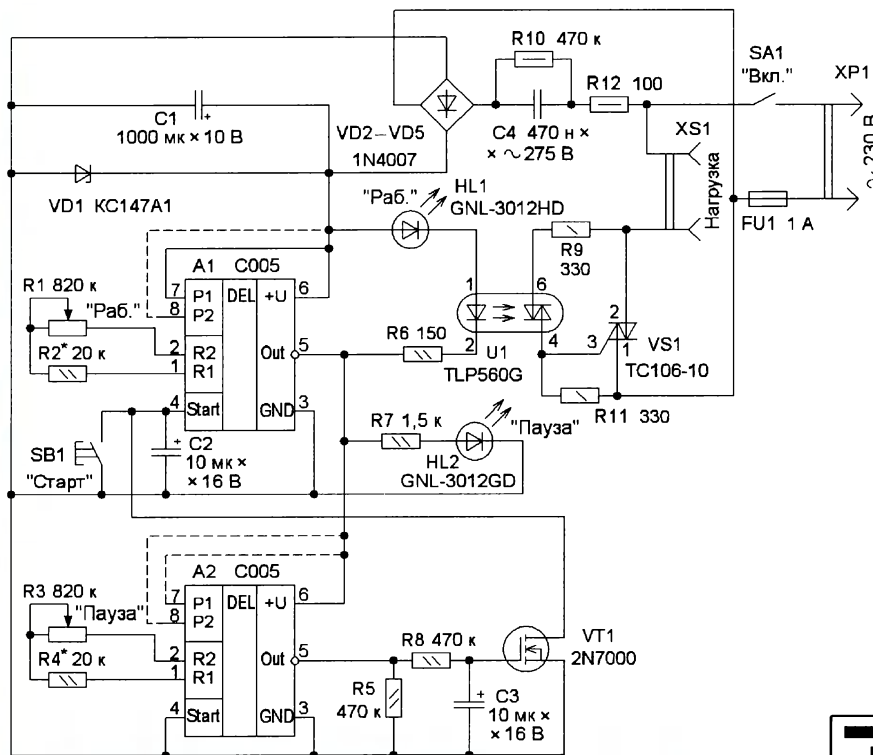 R10 470 к
SA1
"Вкл."
XP1
R12 100
C1
1000 мк × 10 В
VD2–VD5
1N4007
C4 470 н ×
× ~ 275 В
XS1
Нагрузка
~ 230 В
VD1 КС147А1
"Раб."
HL1
GNL-3012HD
FU1 1 А
R9
330
A1 C005
R1 820 к
"Раб."
7 P1 DEL +U 6
8 P2
2 R2 Out 5
R2* 20 к
1 R1
4 Start GND 3
R6 150
1 6
2 4
U1
TLP560G
2
3
1
VS1
TC106-10
R11 330
R7 1,5 к
"Пауза"
HL2
GNL-3012GD
SB1
"Старт"
C2
10 мк ×
× 16 В
A2 C005
R3 820 к
"Пауза"
7 P1 DEL +U 6
8 P2
2 R2 Out 5
R4* 20 к
1 R1
4 Start GND 3
R8 470 к
VT1
2N7000
R5
470 к
C3
10 мк ×
× 16 В